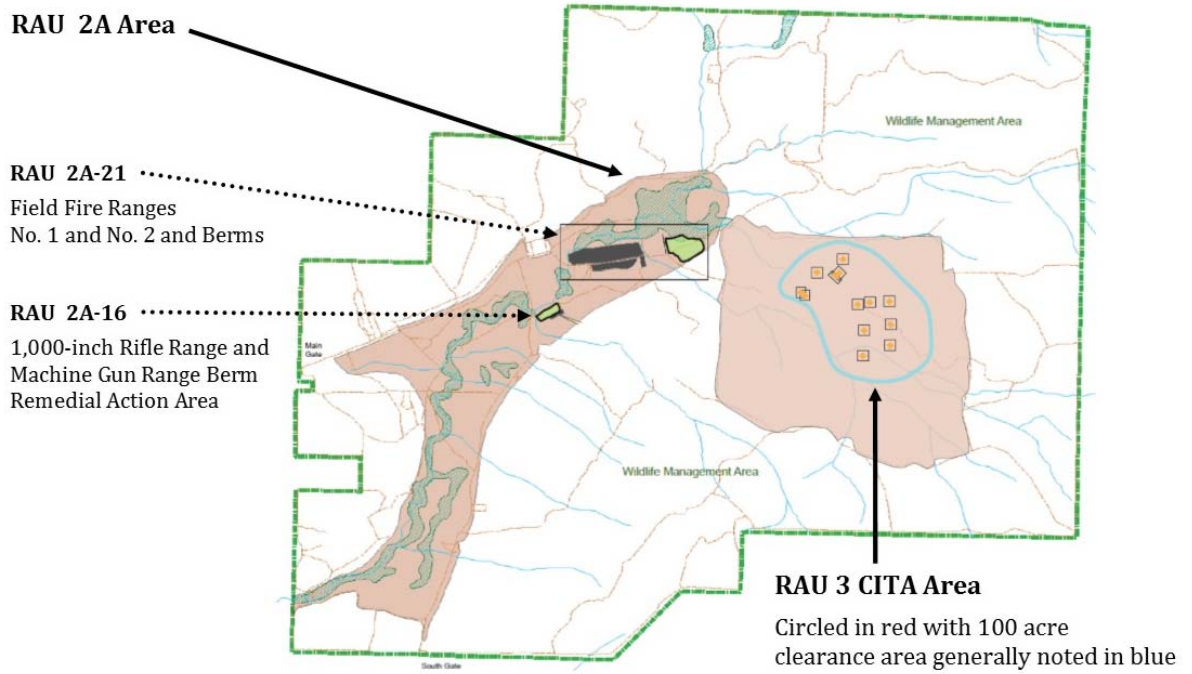 RAU 2A Area
Wildlife Management Area
RAU 2A-21
Field Fire Ranges
No. 1 and No. 2 and Berms
RAU 2A-16
1,000-inch Rifle Range and
Machine Gun Range Berm
Remedial Action Area
Main
Gate
Wildlife Management Area
RAU 3 CITA Area
Circled in red with 100 acre
clearance area generally noted in blue
South Gate